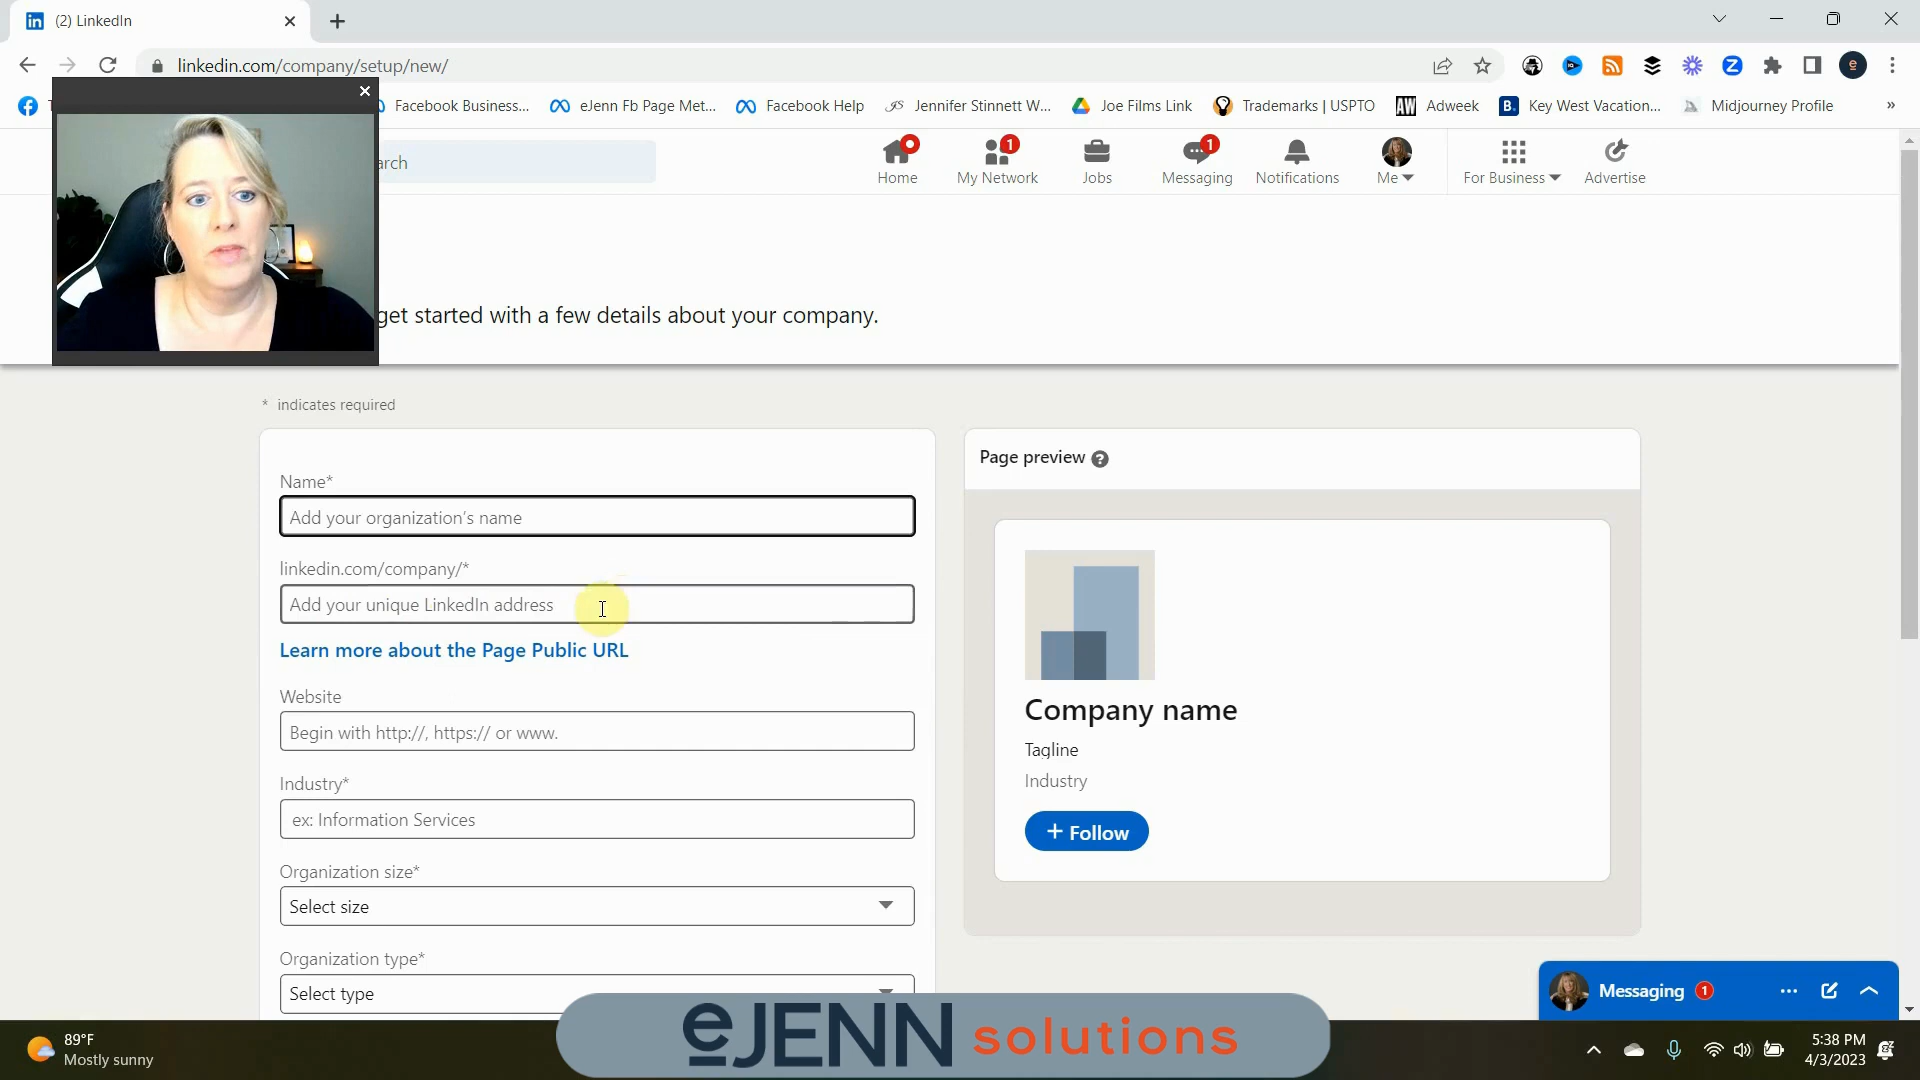 (2) LinkedIn
linkedin.com/company/setup/new/
Facebook Business... eJenn Fb Page Met... Facebook Help Jennifer Stinnett W... Joe Films Link Trademarks | USPTO Adweek Key West Vacation... Midjourney Profile »
arch
Home My Network 1 Jobs Messaging 1 Notifications Me For Business Advertise
get started with a few details about your company.
* indicates required
Name*
Add your organization's name
linkedin.com/company/*
Add your unique LinkedIn address
Learn more about the Page Public URL
Website
Begin with http://, https:// or www.
Industry*
ex: Information Services
Organization size*
Select size
Organization type*
Select type
Page preview ?
Company name
Tagline
Industry
+ Follow
Messaging 1
eJENN solutions
89°F
Mostly sunny
5:38 PM
4/3/2023